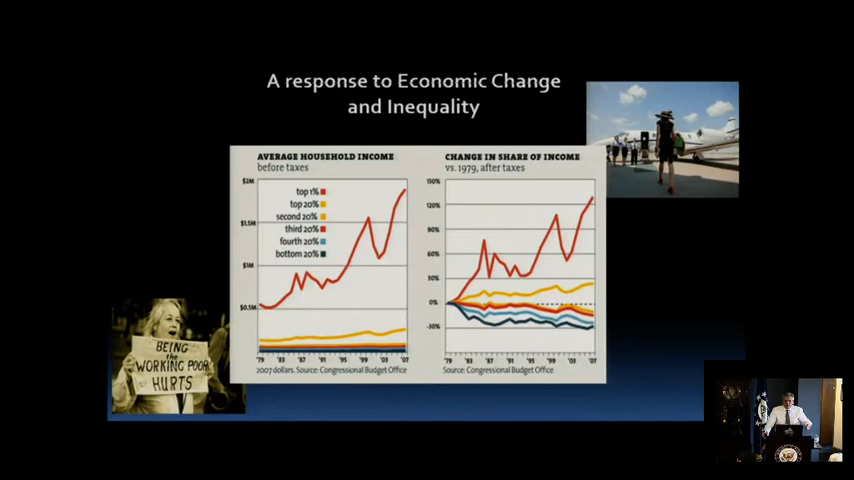 A response to Economic Change
and Inequality
AVERAGE HOUSEHOLD INCOME
before taxes
$2M
$1.5M
$1M
$0.5M
top 1%
top 20%
second 20%
third 20%
fourth 20%
bottom 20%
'79 '83 '87 '91 '95 '99 '03 '07
2007 dollars. Source: Congressional Budget Office
CHANGE IN SHARE OF INCOME
vs. 1979, after taxes
150%
120%
90%
60%
30%
0%
-30%
'79 '83 '87 '91 '95 '99 '03 '07
Source: Congressional Budget Office
BEING
the
WORKING POOR
HURTS